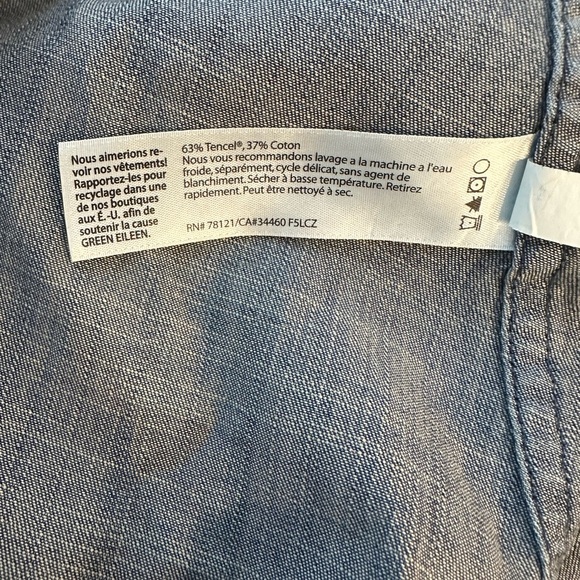 Nous aimerions re-
voir nos vêtements!
Rapportez-les pour
recyclage dans une
de nos boutiques
aux É.-U. afin de
soutenir la cause
GREEN EILEEN.
63% Tencel®, 37% Coton
Nous vous recommandons lavage a la machine a l'eau
froide, séparément, cycle délicat, sans agent de
blanchiment. Sécher à basse température. Retirez
rapidement. Peut être nettoyé à sec.
RN# 78121/CA#34460 F5LCZ